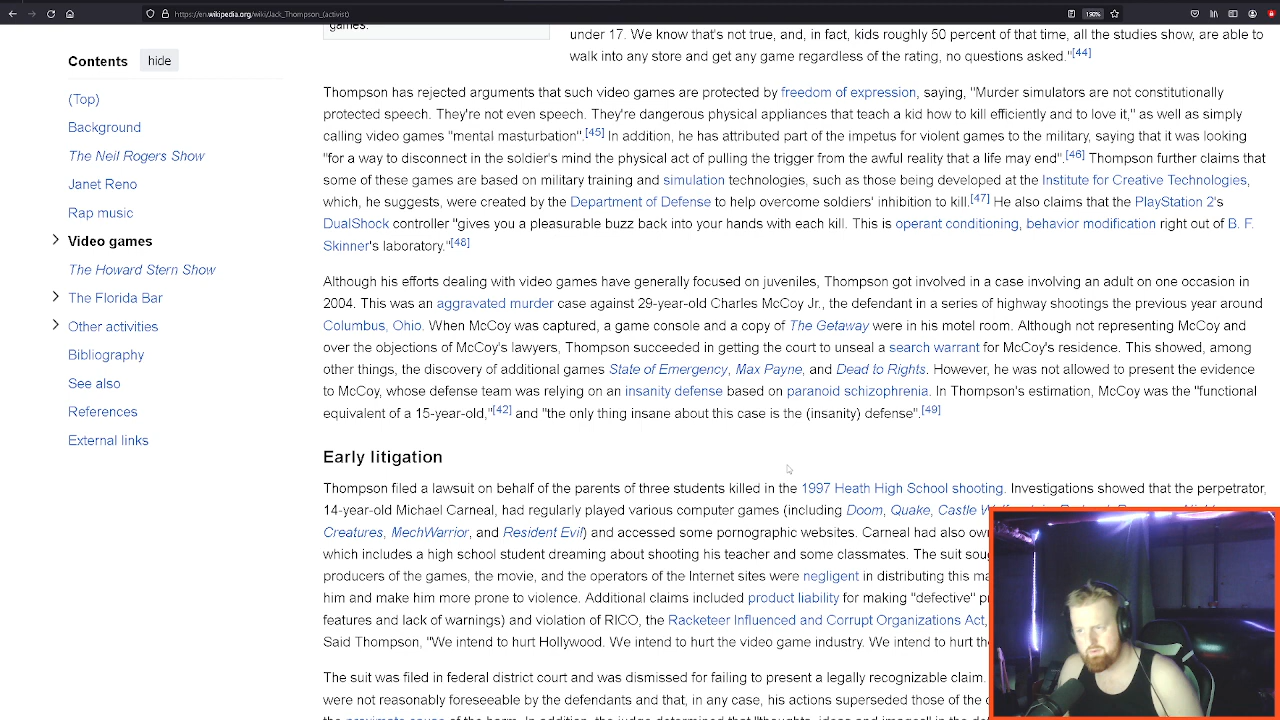 https://en.wikipedia.org/wiki/Jack_Thompson_(activist)
190%
games.
under 17. We know that's not true, and, in fact, kids roughly 50 percent of that time, all the studies show, are able to
walk into any store and get any game regardless of the rating, no questions asked."[44]
Contents hide
(Top)
Background
The Neil Rogers Show
Janet Reno
Rap music
Video games
The Howard Stern Show
The Florida Bar
Other activities
Bibliography
See also
References
External links
Thompson has rejected arguments that such video games are protected by freedom of expression, saying, "Murder simulators are not constitutionally
protected speech. They're not even speech. They're dangerous physical appliances that teach a kid how to kill efficiently and to love it," as well as simply
calling video games "mental masturbation".[45] In addition, he has attributed part of the impetus for violent games to the military, saying that it was looking
"for a way to disconnect in the soldier's mind the physical act of pulling the trigger from the awful reality that a life may end".[46] Thompson further claims that
some of these games are based on military training and simulation technologies, such as those being developed at the Institute for Creative Technologies,
which, he suggests, were created by the Department of Defense to help overcome soldiers' inhibition to kill.[47] He also claims that the PlayStation 2's
DualShock controller "gives you a pleasurable buzz back into your hands with each kill. This is operant conditioning, behavior modification right out of B. F.
Skinner's laboratory."[48]
Although his efforts dealing with video games have generally focused on juveniles, Thompson got involved in a case involving an adult on one occasion in
2004. This was an aggravated murder case against 29-year-old Charles McCoy Jr., the defendant in a series of highway shootings the previous year around
Columbus, Ohio. When McCoy was captured, a game console and a copy of The Getaway were in his motel room. Although not representing McCoy and
over the objections of McCoy's lawyers, Thompson succeeded in getting the court to unseal a search warrant for McCoy's residence. This showed, among
other things, the discovery of additional games State of Emergency, Max Payne, and Dead to Rights. However, he was not allowed to present the evidence
to McCoy, whose defense team was relying on an insanity defense based on paranoid schizophrenia. In Thompson's estimation, McCoy was the "functional
equivalent of a 15-year-old,"[42] and "the only thing insane about this case is the (insanity) defense".[49]
Early litigation
Thompson filed a lawsuit on behalf of the parents of three students killed in the 1997 Heath High School shooting. Investigations showed that the perpetrator,
14-year-old Michael Carneal, had regularly played various computer games (including Doom, Quake, Castle
Creatures, MechWarrior, and Resident Evil) and accessed some pornographic websites. Carneal had also
which includes a high school student dreaming about shooting his teacher and some classmates. The suit
producers of the games, the movie, and the operators of the Internet sites were negligent in distributing this
him and make him more prone to violence. Additional claims included product liability for making "defective"
features and lack of warnings) and violation of RICO, the Racketeer Influenced and Corrupt Organizations Act,
Said Thompson, "We intend to hurt Hollywood. We intend to hurt the video game industry. We intend to hurt the
The suit was filed in federal district court and was dismissed for failing to present a legally recognizable claim.
were not reasonably foreseeable by the defendants and that, in any case, his actions superseded those of the
the proximate cause of the harm. In addition, the judge determined that "thoughts, ideas and images" in the